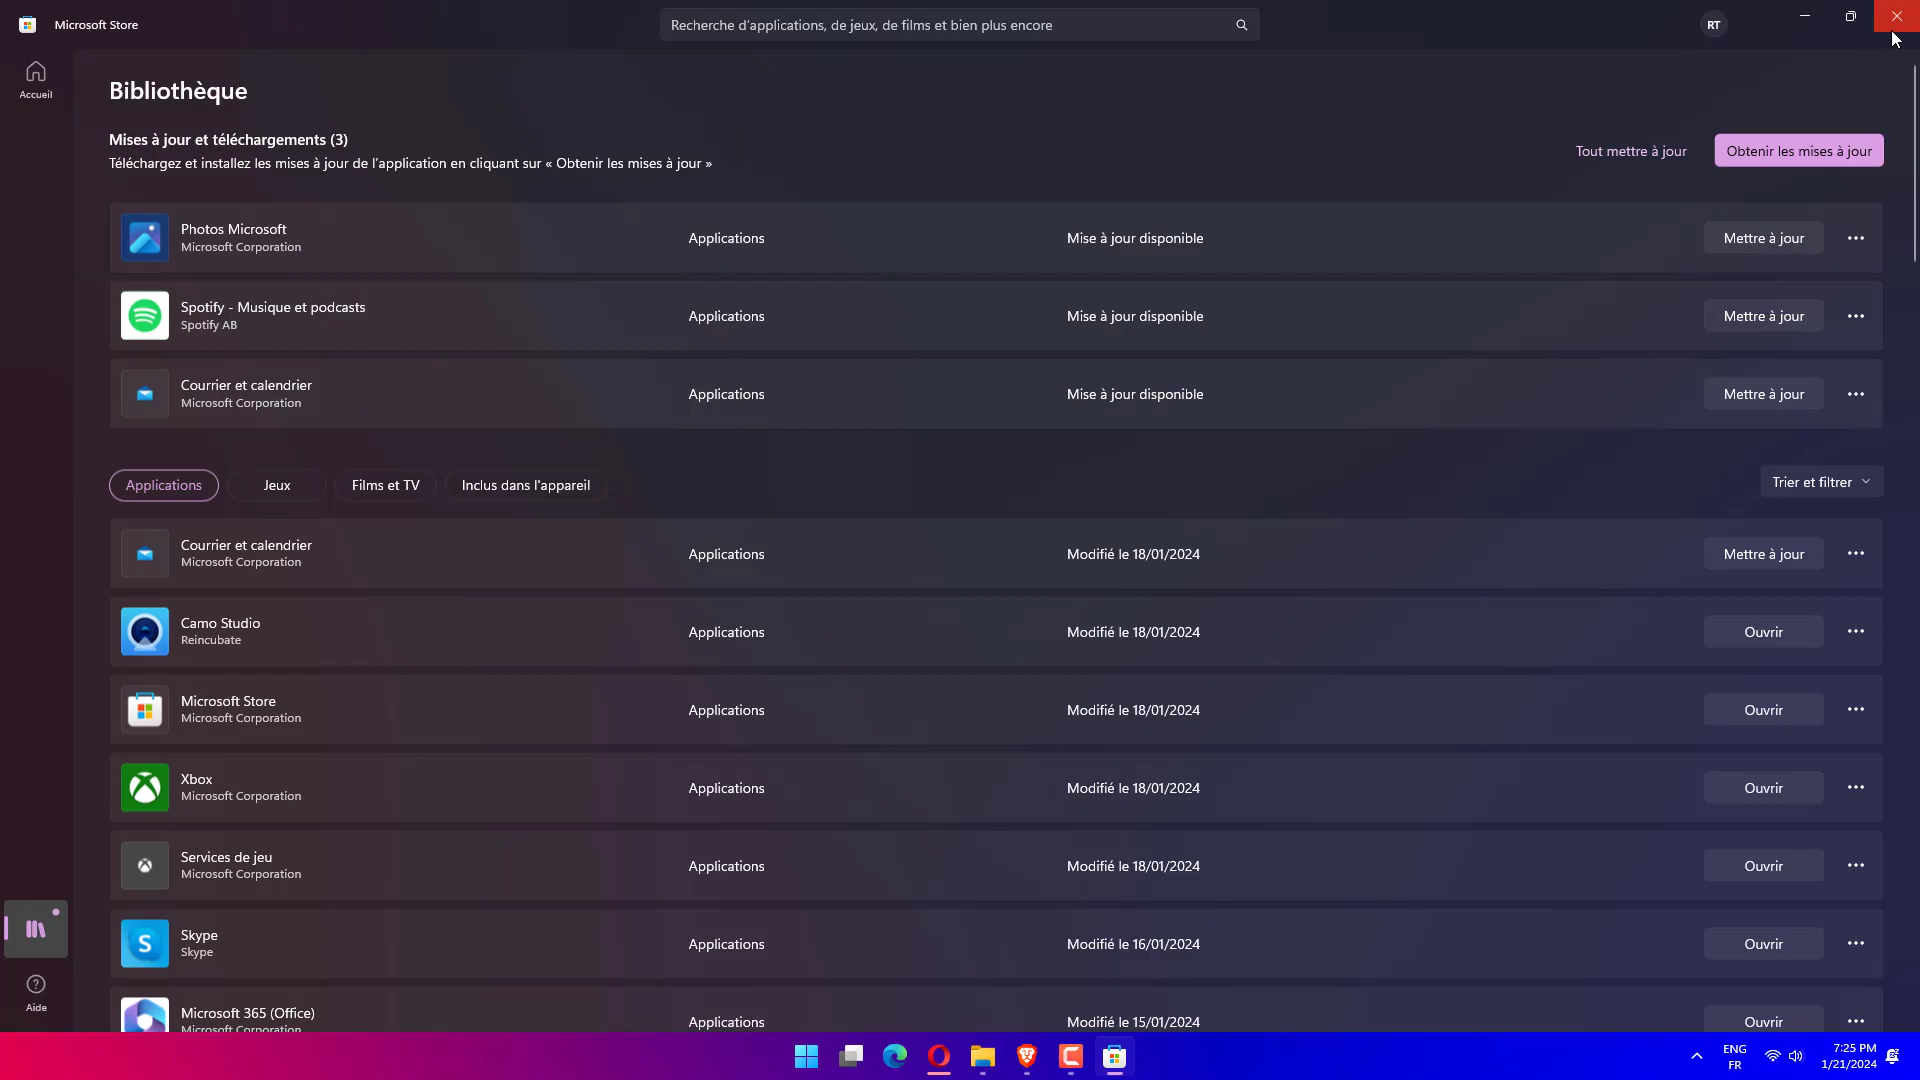 Microsoft Store
Recherche d'applications, de jeux, de films et bien plus encore
RT
Accueil
Bibliothèque
Mises à jour et téléchargements (3)
Téléchargez et installez les mises à jour de l'application en cliquant sur « Obtenir les mises à jour »
Tout mettre à jour
Obtenir les mises à jour
Photos Microsoft
Microsoft Corporation
Applications
Mise à jour disponible
Mettre à jour
Spotify - Musique et podcasts
Spotify AB
Applications
Mise à jour disponible
Mettre à jour
Courrier et calendrier
Microsoft Corporation
Applications
Mise à jour disponible
Mettre à jour
Applications
Jeux
Films et TV
Inclus dans l'appareil
Trier et filtrer
Courrier et calendrier
Microsoft Corporation
Applications
Modifié le 18/01/2024
Mettre à jour
Camo Studio
Reincubate
Applications
Modifié le 18/01/2024
Ouvrir
Microsoft Store
Microsoft Corporation
Applications
Modifié le 18/01/2024
Ouvrir
Xbox
Microsoft Corporation
Applications
Modifié le 18/01/2024
Ouvrir
Services de jeu
Microsoft Corporation
Applications
Modifié le 18/01/2024
Ouvrir
Skype
Skype
Applications
Modifié le 16/01/2024
Ouvrir
Microsoft 365 (Office)
Microsoft Corporation
Applications
Modifié le 15/01/2024
Ouvrir
Aide
ENG
FR
7:25 PM
1/21/2024